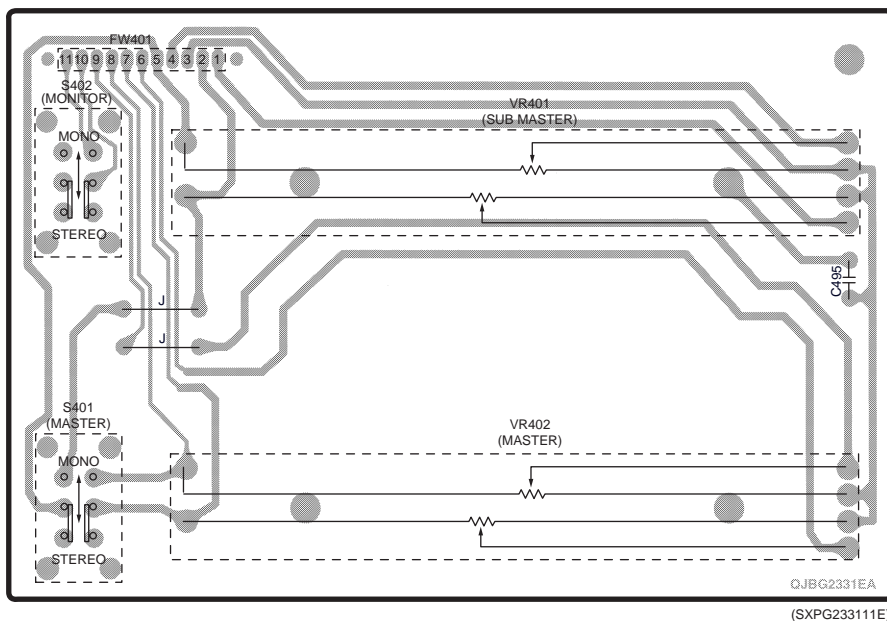 FW401
11 10 9 8 7 6 5 4 3 2 1
S402
(MONITOR)
VR401
(SUB MASTER)
MONO
STEREO
C495
J
J
S401
(MASTER)
VR402
(MASTER)
MONO
STEREO
QJBG2331EA
(SXPG233111E)